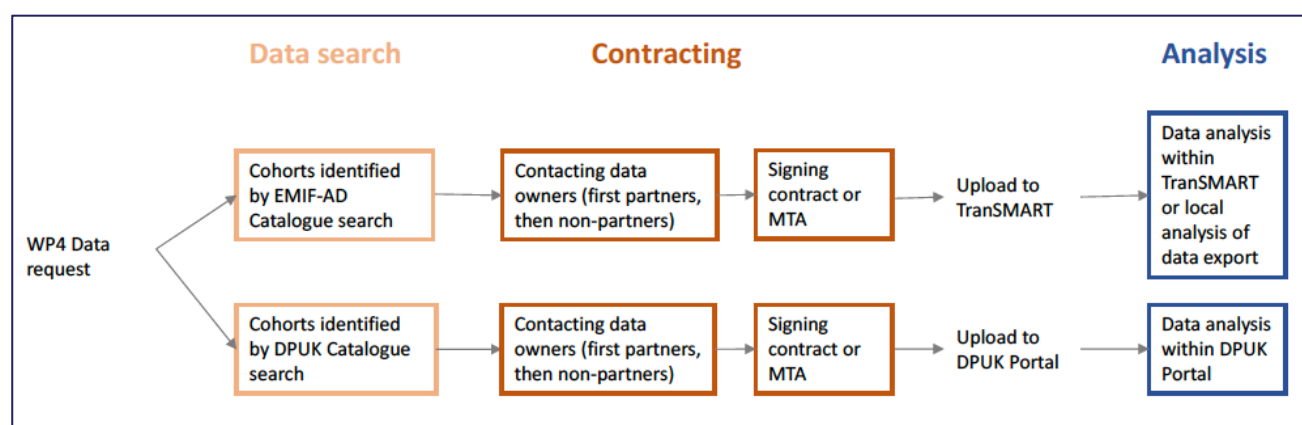 Data search
Contracting
Analysis
WP4 Data
request
Cohorts identified
by EMIF-AD
Catalogue search
Contacting data
owners (first partners,
then non-partners)
Signing
contract or
MTA
Upload to
TranSMART
Data analysis
within
TranSMART
or local
analysis of
data export
Cohorts identified
by DPUK Catalogue
search
Contacting data
owners (first partners,
then non-partners)
Signing
contract or
MTA
Upload to
DPUK Portal
Data analysis
within DPUK
Portal